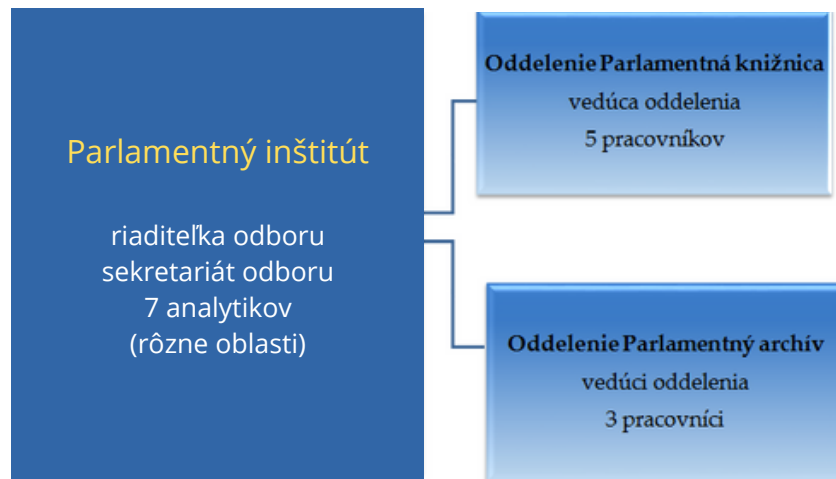 Parlamentný inštitút
riaditeľka odboru
sekretariát odboru
7 analytikov
(rôzne oblasti)
Oddelenie Parlamentná knižnica
vedúca oddelenia
5 pracovníkov
Oddelenie Parlamentný archív
vedúci oddelenia
3 pracovníci